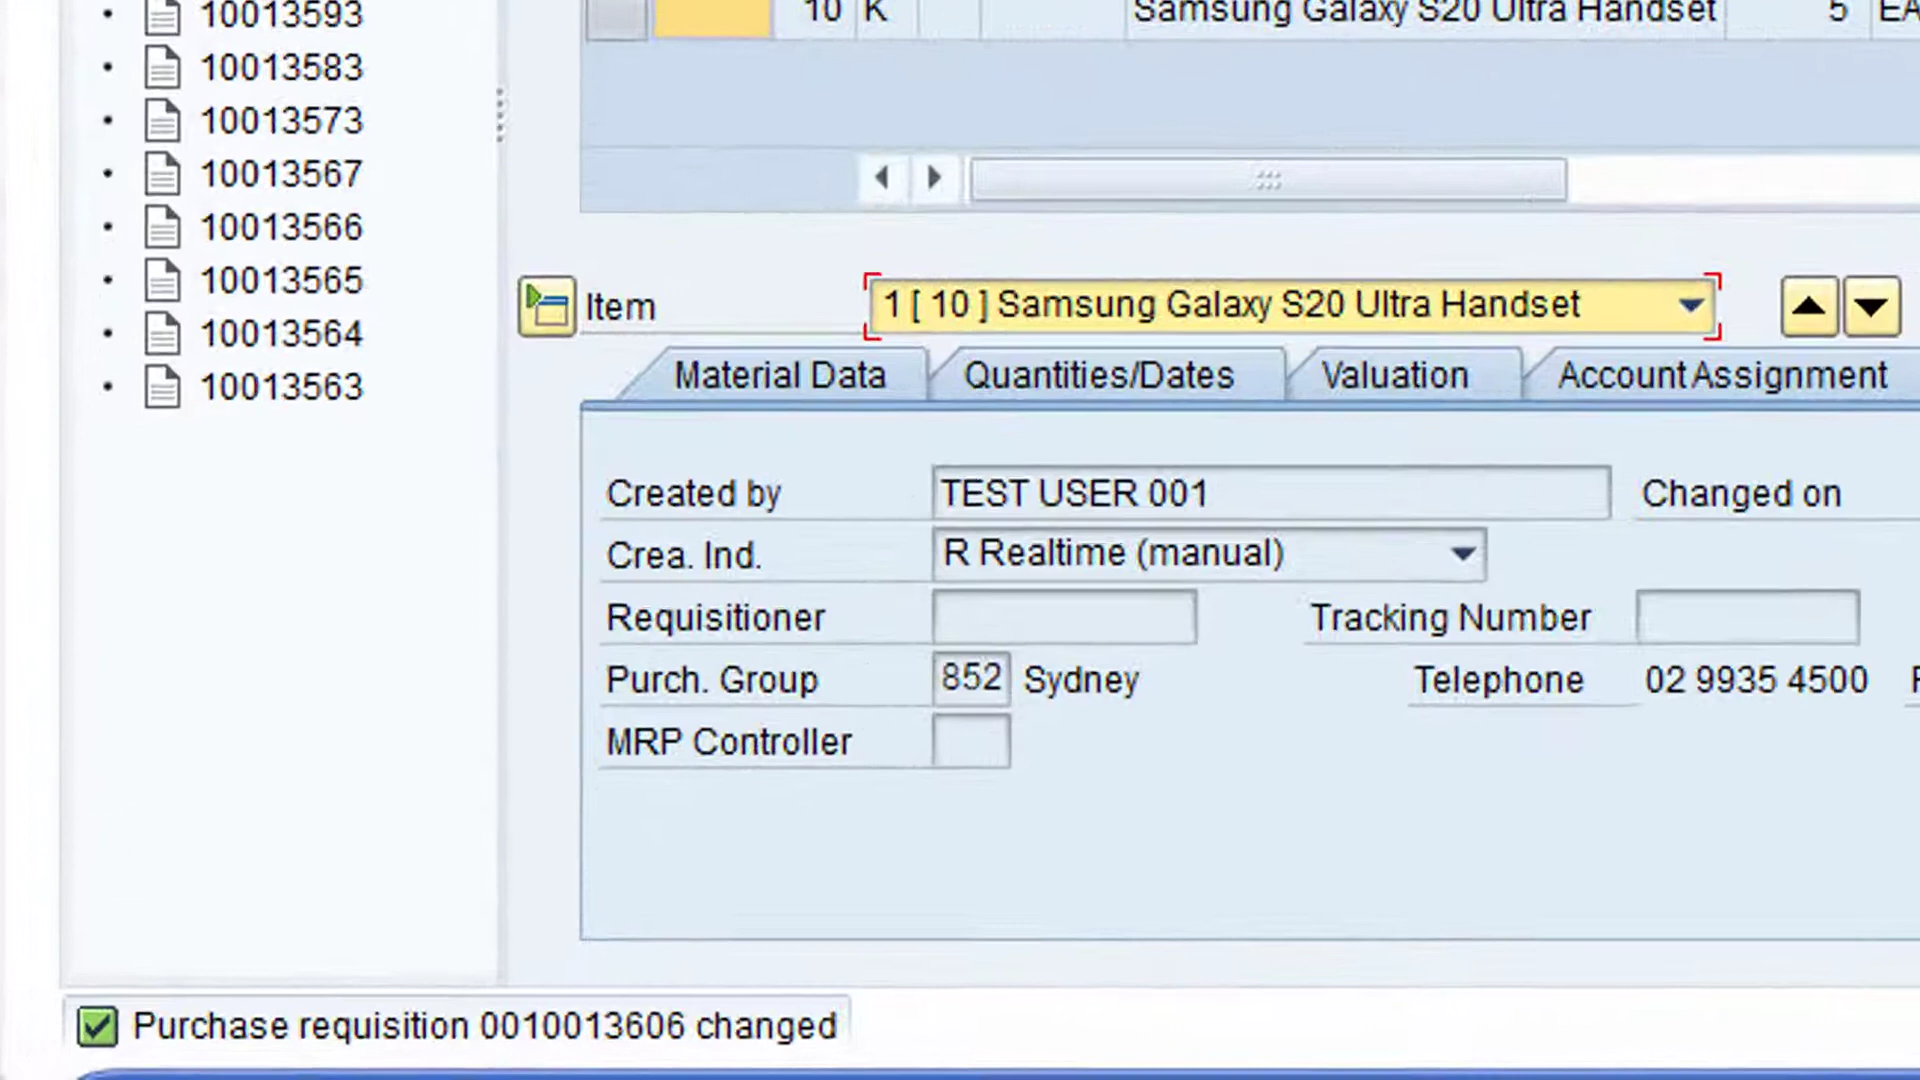 10013593
10013583
10013573
10013567
10013566
10013565
10013564
10013563
10 K Samsung Galaxy S20 Ultra Handset 5 EA
Item 1 [ 10 ] Samsung Galaxy S20 Ultra Handset
Material Data Quantities/Dates Valuation Account Assignment
Created by TEST USER 001 Changed on
Crea. Ind. R Realtime (manual)
Requisitioner Tracking Number
Purch. Group 852 Sydney Telephone 02 9935 4500
MRP Controller
Purchase requisition 0010013606 changed